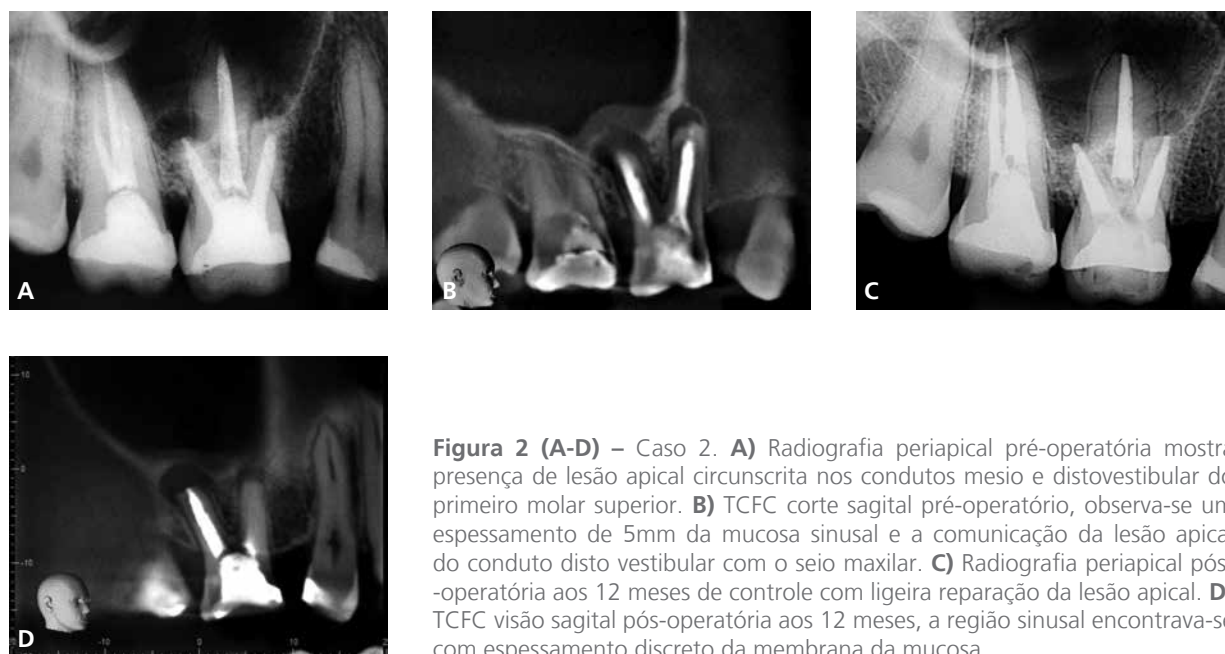 A
B
C
D
Figura 2 (A-D) – Caso 2. A) Radiografia periapical pré-operatória mostra
presença de lesão apical circunscrita nos condutos mesio e distovestibular do
primeiro molar superior. B) TCFC corte sagital pré-operatório, observa-se um
espessamento de 5mm da mucosa sinusal e a comunicação da lesão apical
do conduto disto vestibular com o seio maxilar. C) Radiografia periapical pós-
-operatória aos 12 meses de controle com ligeira reparação da lesão apical. D)
TCFC visão sagital pós-operatória aos 12 meses, a região sinusal encontrava-se
com espessamento discreto da membrana da mucosa.